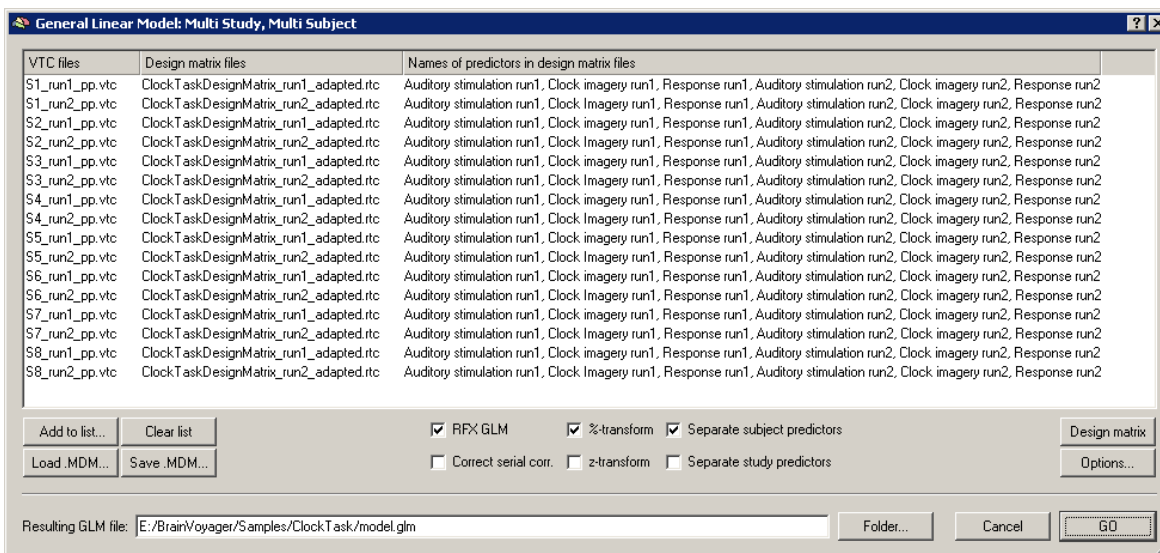 General Linear Model: Multi Study, Multi Subject
VTC files Design matrix files Names of predictors in design matrix files
S1_run1_pp.vtc ClockTaskDesignMatrix_run1_adapted.rtc Auditory stimulation run1, Clock imagery run1, Response run1, Auditory stimulation run2, Clock imagery run2, Response run2
S1_run2_pp.vtc ClockTaskDesignMatrix_run2_adapted.rtc Auditory stimulation run1, Clock Imagery run1, Response run1, Auditory stimulation run2, Clock imagery run2, Response run2
S2_run1_pp.vtc ClockTaskDesignMatrix_run1_adapted.rtc Auditory stimulation run1, Clock imagery run1, Response run1, Auditory stimulation run2, Clock imagery run2, Response run2
S2_run2_pp.vtc ClockTaskDesignMatrix_run2_adapted.rtc Auditory stimulation run1, Clock Imagery run1, Response run1, Auditory stimulation run2, Clock imagery run2, Response run2
S3_run1_pp.vtc ClockTaskDesignMatrix_run1_adapted.rtc Auditory stimulation run1, Clock imagery run1, Response run1, Auditory stimulation run2, Clock imagery run2, Response run2
S3_run2_pp.vtc ClockTaskDesignMatrix_run2_adapted.rtc Auditory stimulation run1, Clock Imagery run1, Response run1, Auditory stimulation run2, Clock imagery run2, Response run2
S4_run1_pp.vtc ClockTaskDesignMatrix_run1_adapted.rtc Auditory stimulation run1, Clock imagery run1, Response run1, Auditory stimulation run2, Clock imagery run2, Response run2
S4_run2_pp.vtc ClockTaskDesignMatrix_run2_adapted.rtc Auditory stimulation run1, Clock Imagery run1, Response run1, Auditory stimulation run2, Clock imagery run2, Response run2
S5_run1_pp.vtc ClockTaskDesignMatrix_run1_adapted.rtc Auditory stimulation run1, Clock imagery run1, Response run1, Auditory stimulation run2, Clock imagery run2, Response run2
S5_run2_pp.vtc ClockTaskDesignMatrix_run2_adapted.rtc Auditory stimulation run1, Clock Imagery run1, Response run1, Auditory stimulation run2, Clock imagery run2, Response run2
S6_run1_pp.vtc ClockTaskDesignMatrix_run1_adapted.rtc Auditory stimulation run1, Clock imagery run1, Response run1, Auditory stimulation run2, Clock imagery run2, Response run2
S6_run2_pp.vtc ClockTaskDesignMatrix_run2_adapted.rtc Auditory stimulation run1, Clock Imagery run1, Response run1, Auditory stimulation run2, Clock imagery run2, Response run2
S7_run1_pp.vtc ClockTaskDesignMatrix_run1_adapted.rtc Auditory stimulation run1, Clock imagery run1, Response run1, Auditory stimulation run2, Clock imagery run2, Response run2
S7_run2_pp.vtc ClockTaskDesignMatrix_run2_adapted.rtc Auditory stimulation run1, Clock Imagery run1, Response run1, Auditory stimulation run2, Clock imagery run2, Response run2
S8_run1_pp.vtc ClockTaskDesignMatrix_run1_adapted.rtc Auditory stimulation run1, Clock imagery run1, Response run1, Auditory stimulation run2, Clock imagery run2, Response run2
S8_run2_pp.vtc ClockTaskDesignMatrix_run2_adapted.rtc Auditory stimulation run1, Clock Imagery run1, Response run1, Auditory stimulation run2, Clock imagery run2, Response run2
Add to list... Clear list RFX GLM %-transform Separate subject predictors Design matrix
Load .MDM... Save .MDM... Correct serial corr. z-transform Separate study predictors Options...
Resulting GLM file: E:/BrainVoyager/Samples/ClockTask/model.glm Folder... Cancel GO